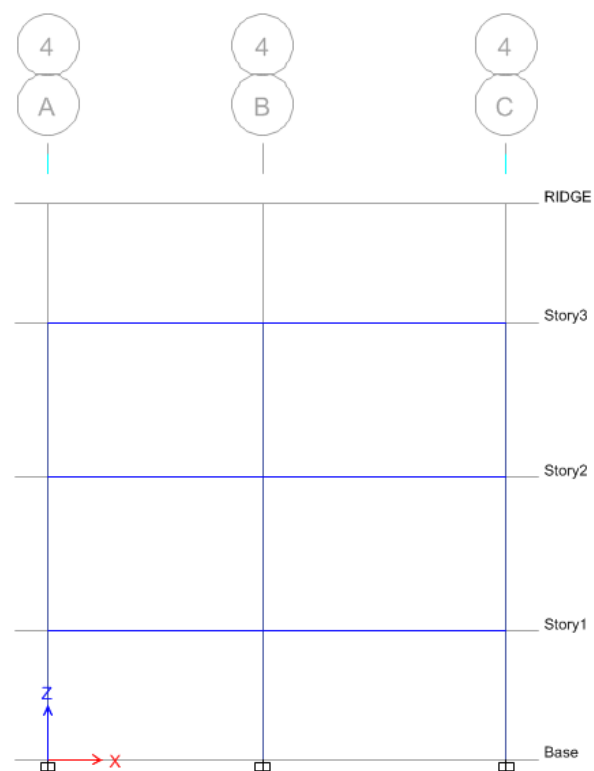 4 4 4
A B C
RIDGE
Story3
Story2
Story1
Z
Base
X